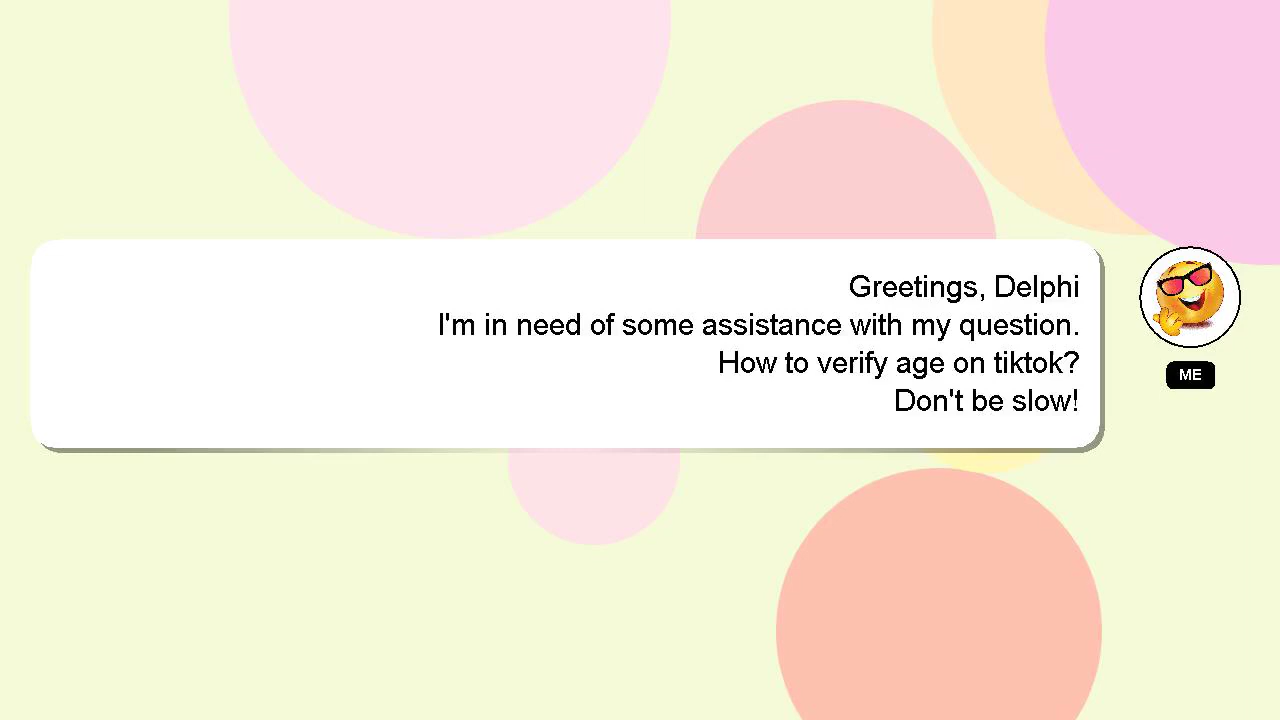 Greetings, Delphi
I'm in need of some assistance with my question.
How to verify age on tiktok?
Don't be slow!
ME